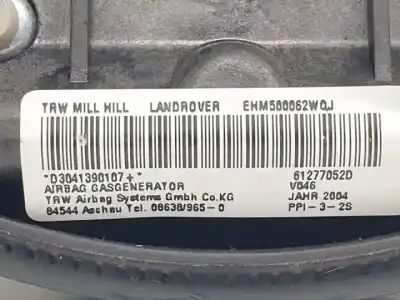 TRW MILL HILL LANDROVER EHM500062WQJ
*D3041390107+* 61277052D
AIRBAG GASGENERATOR V046
TRW Airbag Systems GmbH Co.KG JAHR 2004
84544 Aschau Tel. 08638/965-0 PPI-3-2S